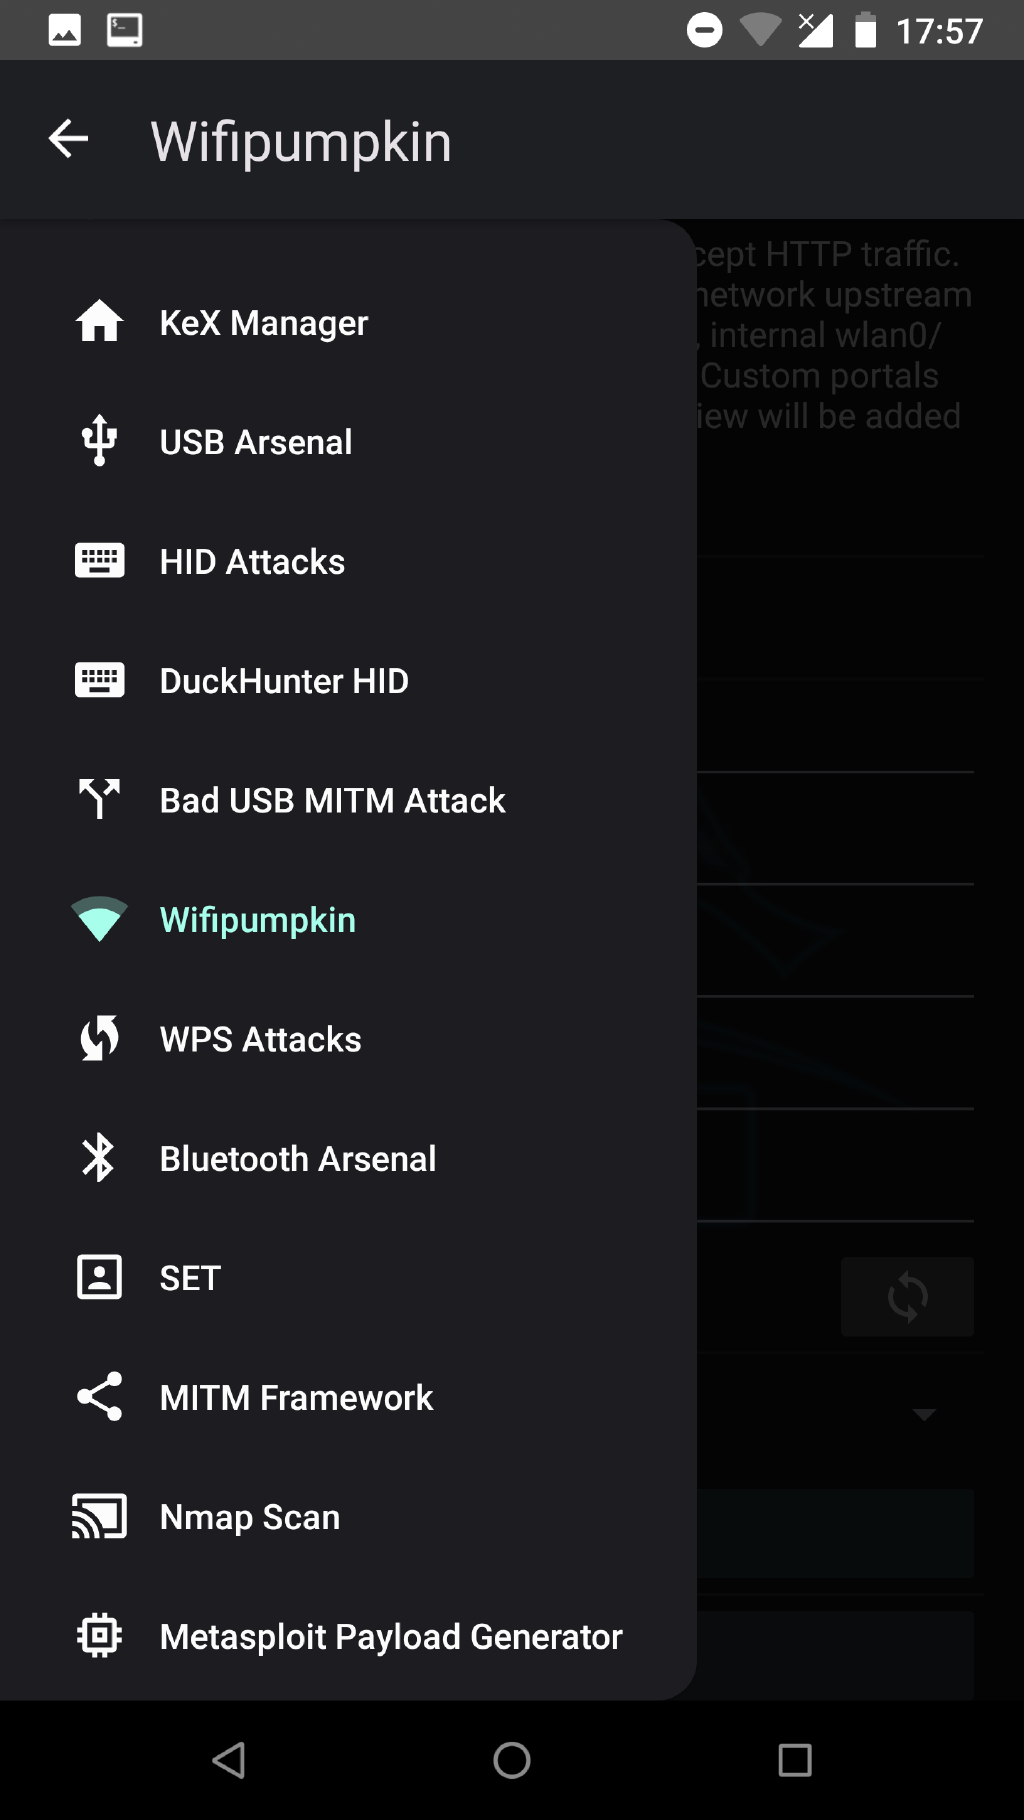 17:57
Wifipumpkin
cept HTTP traffic.
network upstream
, internal wlan0/
Custom portals
iew will be added
KeX Manager
USB Arsenal
HID Attacks
DuckHunter HID
Bad USB MITM Attack
Wifipumpkin
WPS Attacks
Bluetooth Arsenal
SET
MITM Framework
Nmap Scan
Metasploit Payload Generator